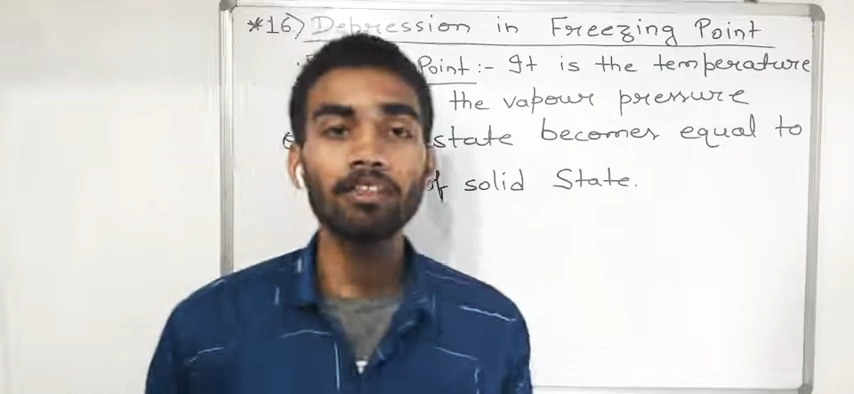 *16) Depression in Freezing Point
Point :- It is the temperature
the vapour pressure
state becomes equal to
solid State.